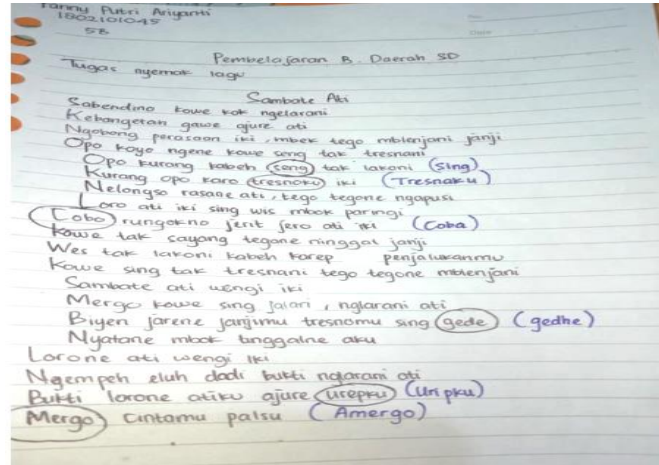 Fanny Putri Ariyanti
1802101045
5B
Pembelajaran B. Daerah SD
Tugas nyemak lagu
Sambate Ati
Sabendino kowe kok ngelarani
Kebangeten gawe ajure ati
Ngobong perasaan iki, mbek tego mblenjani janji
Opo koyo ngene kowe seng tak tresnani
Opo kurang kabeh seng tak lakoni (Sing)
Kurang opo karo tresnoku iki (Tresnaku)
Nelongso rasane ati, tego tegone ngapusi
Loro ati iki sing wis mbok paringi
Cobo rungokno jerit jero ati iki (Coba)
Kowe tak sayang tegone ninggal janji
Wes tak lakoni kabeh karep penjalukanmu
Kowe sing tak tresnani tego tegone mblenjani
Sambate ati wengi iki
Mergo kowe sing jalari, nglarani ati
Biyen jarene janjimu tresnomu sing gede (gedhe)
Nyatane mbok tinggalne aku
Lorone ati wengi iki
Ngempeh eluh dadi bukti nglarani ati
Bukti lorone atiku ajure urepku (Uripku)
Mergo cintamu palsu (Amergo)